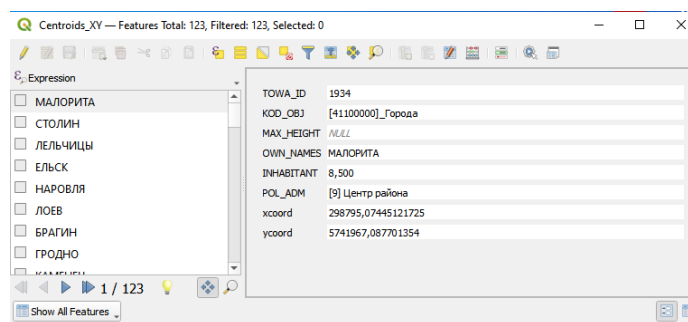 Centroids_XY — Features Total: 123, Filtered: 123, Selected: 0
Expression
МАЛОРИТА
СТОЛИН
ЛЕЛЬЧИЦЫ
ЕЛЬСК
НАРОВЛЯ
ЛОЕВ
БРАГИН
ГРОДНО
КАМЕНЕЦ
1 / 123
Show All Features
TOWA_ID 1934
KOD_OBJ [41100000]_Города
MAX_HEIGHT NULL
OWN_NAMES МАЛОРИТА
INHABITANT 8,500
POL_ADM [9] Центр района
xcoord 298795,07445121725
ycoord 5741967,087701354